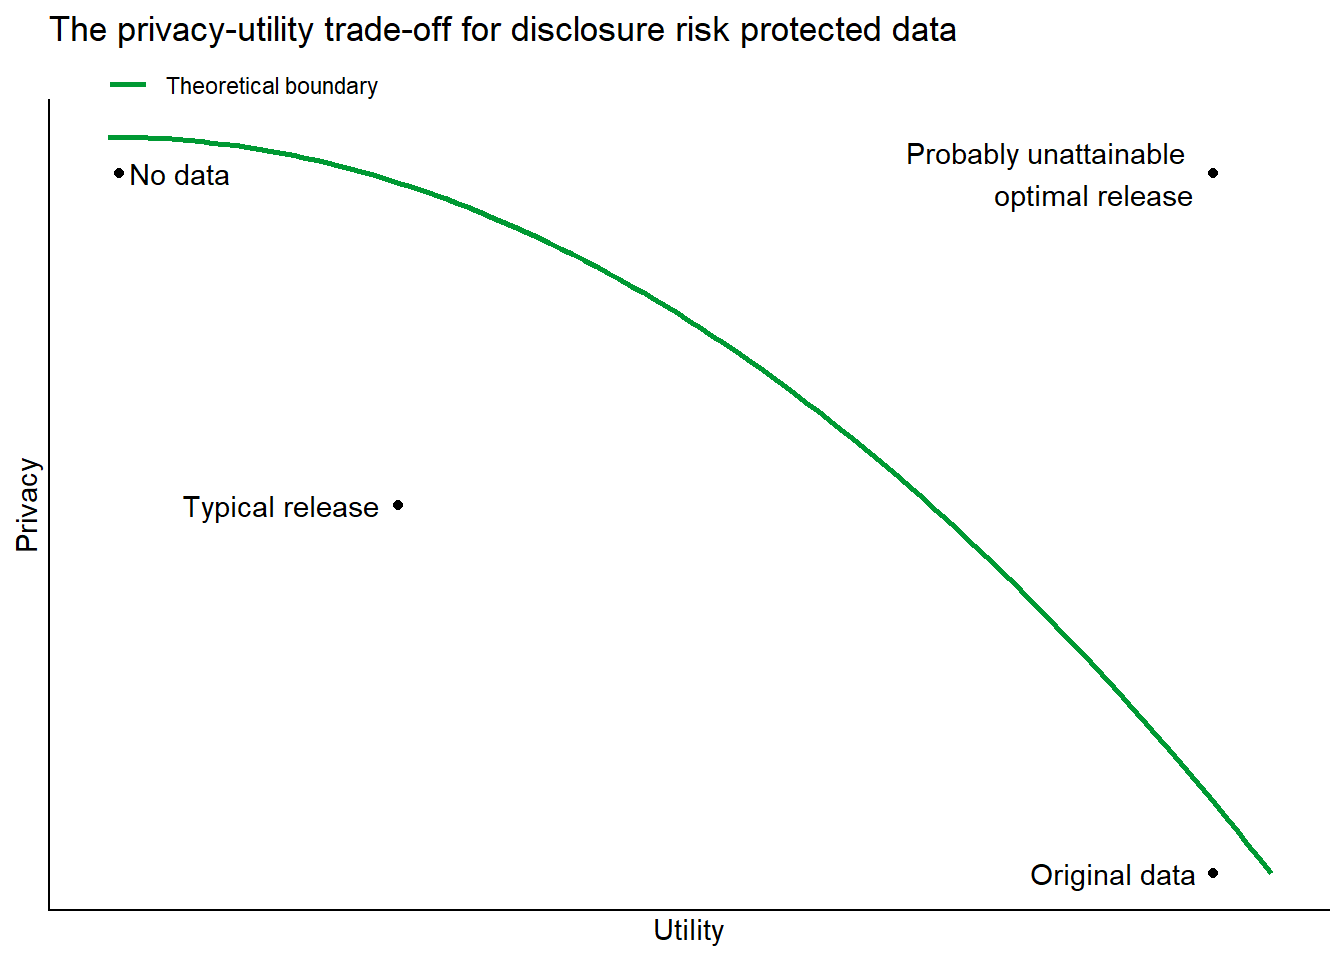 The privacy-utility trade-off for disclosure risk protected data
Theoretical boundary
Probably unattainable
optimal release
No data
Typical release
Privacy
Original data
Utility